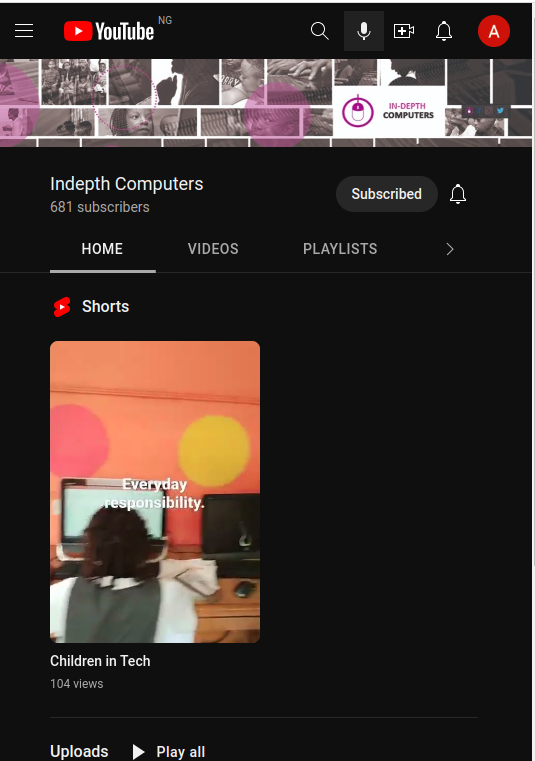 YouTube NG
A
IN-DEPTH
COMPUTERS
Indepth Computers
681 subscribers
Subscribed
HOME VIDEOS PLAYLISTS
Shorts
Everyday
responsibility.
Children in Tech
104 views
Uploads Play all